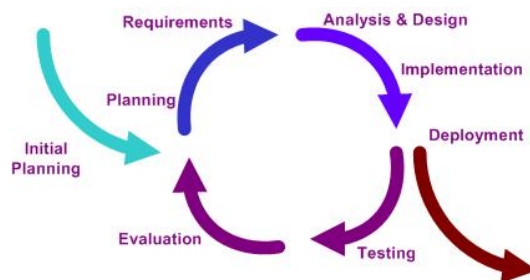 Requirements
Analysis & Design
Implementation
Planning
Deployment
Initial
Planning
Evaluation
Testing